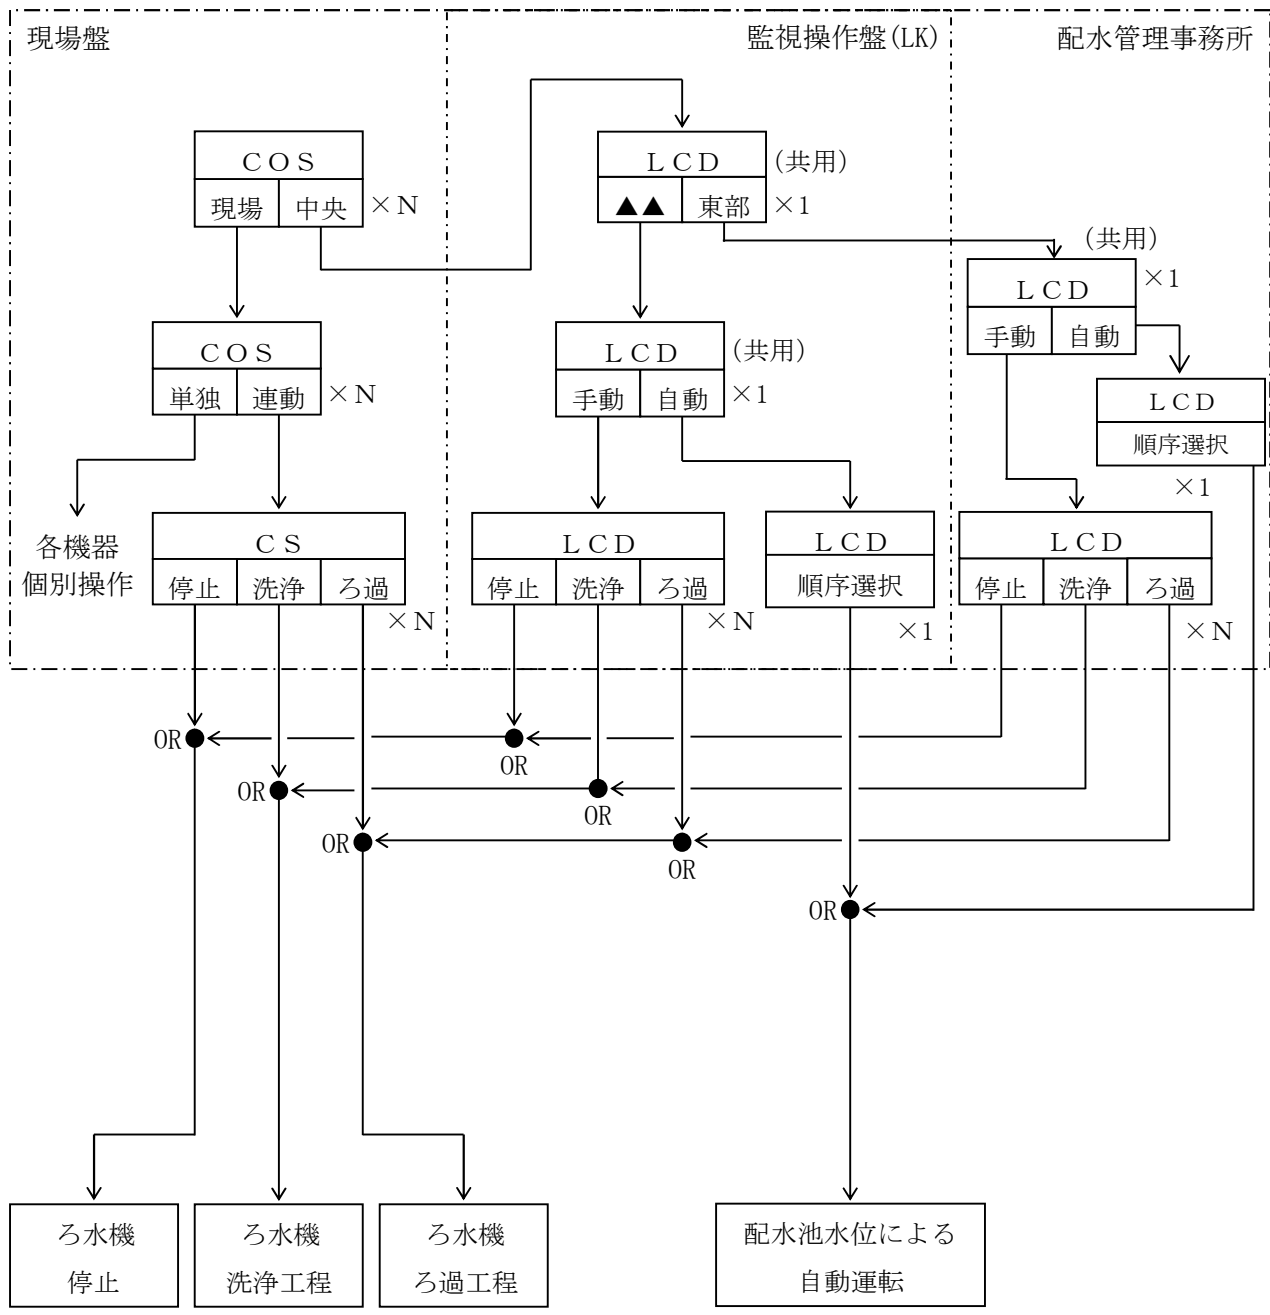 現場盤
監視操作盤(LK)
配水管理事務所
ＣＯＳ
現場 中央
×Ｎ
ＬＣＤ
(共用)
▲▲ 東部
×1
(共用)
ＬＣＤ
×1
手動 自動
ＣＯＳ
単独 連動
×Ｎ
ＬＣＤ
(共用)
手動 自動
×1
ＬＣＤ
順序選択
×1
各機器
個別操作
ＣＳ
停止 洗浄 ろ過
×Ｎ
ＬＣＤ
停止 洗浄 ろ過
×Ｎ
ＬＣＤ
順序選択
×1
ＬＣＤ
停止 洗浄 ろ過
×Ｎ
OR
OR
OR
OR
OR
OR
OR
ろ水機
停止
ろ水機
洗浄工程
ろ水機
ろ過工程
配水池水位による
自動運転